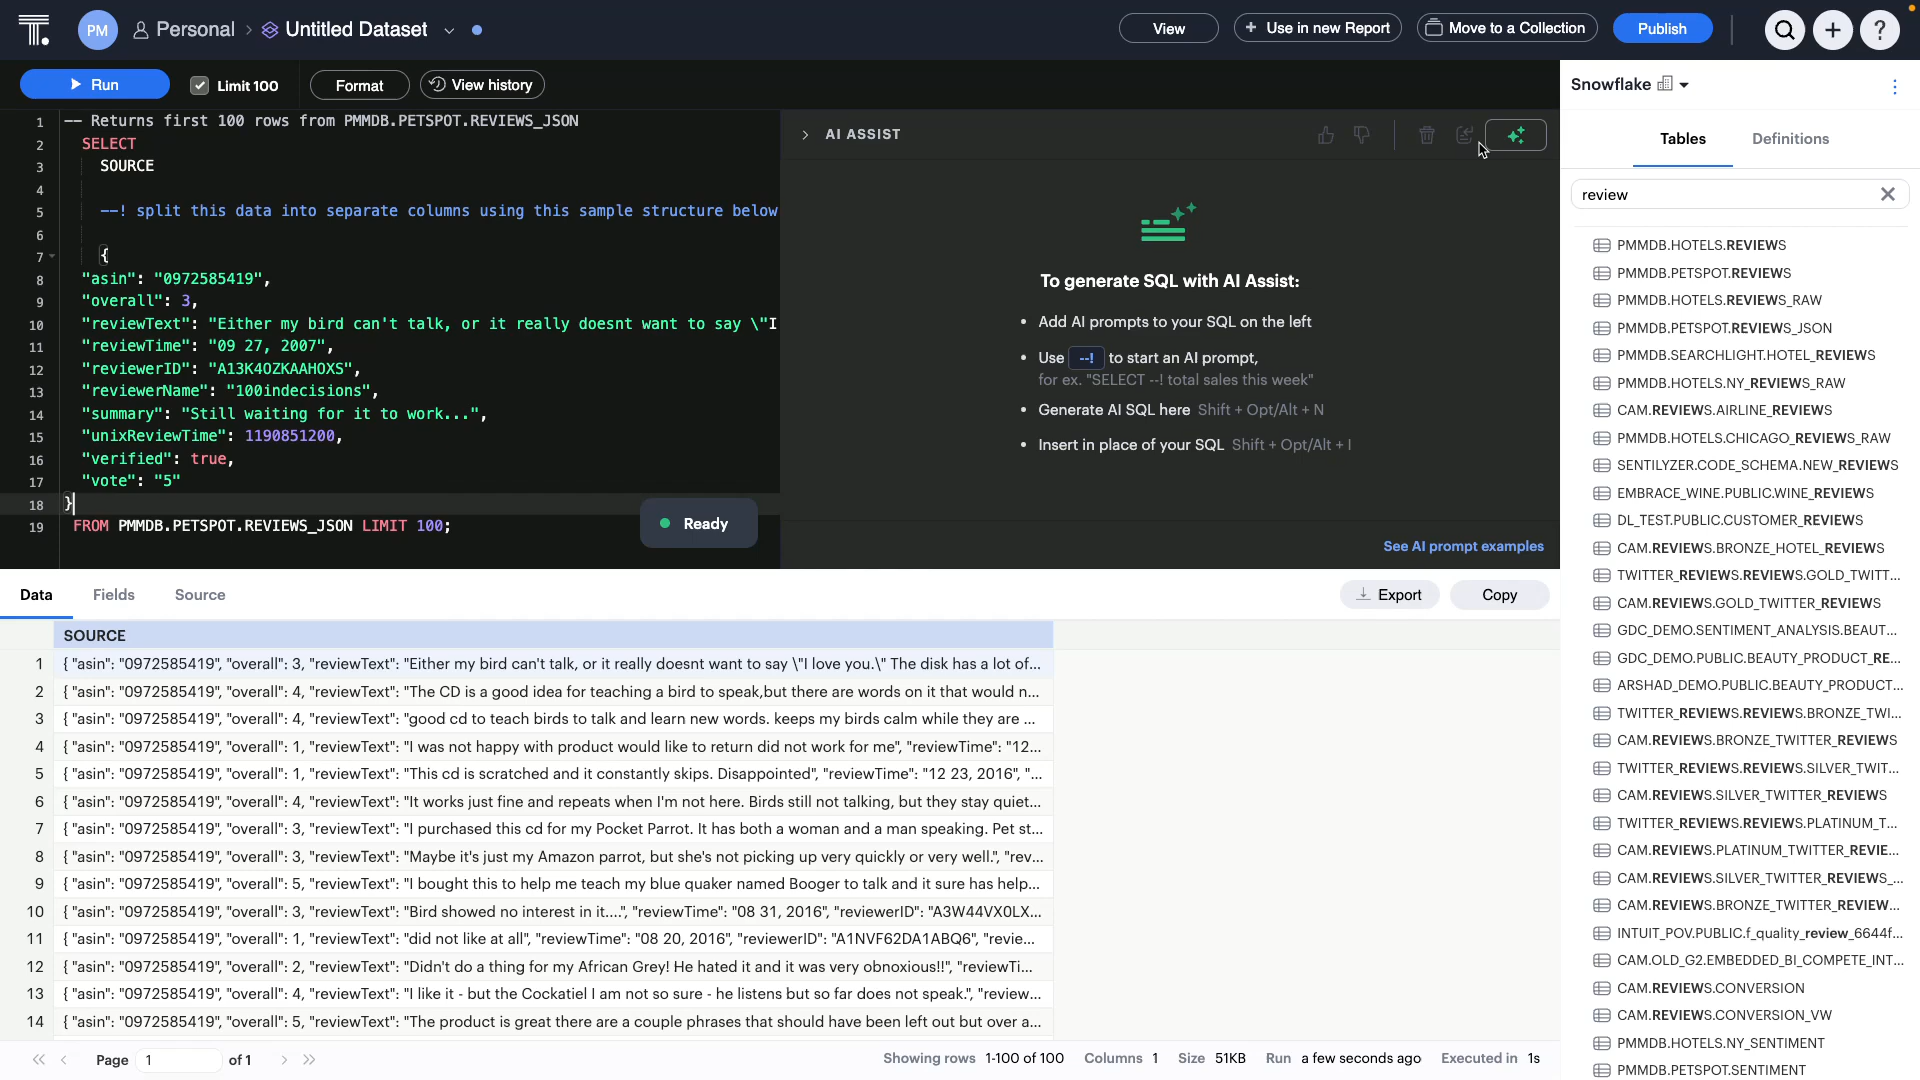 PM Personal › Untitled Dataset
View
+ Use in new Report
Move to a Collection
Publish
?
Run
Limit 100
Format
View history
1 -- Returns first 100 rows from PMMDB.PETSPOT.REVIEWS_JSON
2 SELECT
3 SOURCE
4
5 --! split this data into separate columns using this sample structure below
6
7 {
8 "asin": "0972585419",
9 "overall": 3,
10 "reviewText": "Either my bird can't talk, or it really doesnt want to say \"I
11 "reviewTime": "09 27, 2007",
12 "reviewerID": "A13K4OZKAAHOXS",
13 "reviewerName": "100indecisions",
14 "summary": "Still waiting for it to work...",
15 "unixReviewTime": 1190851200,
16 "verified": true,
17 "vote": "5"
18 }
19 FROM PMMDB.PETSPOT.REVIEWS_JSON LIMIT 100;
Ready
AI ASSIST
To generate SQL with AI Assist:
• Add AI prompts to your SQL on the left
• Use --! to start an AI prompt,
for ex. "SELECT --! total sales this week"
• Generate AI SQL here Shift + Opt/Alt + N
• Insert in place of your SQL Shift + Opt/Alt + I
See AI prompt examples
Data
Fields
Source
Export
Copy
SOURCE
1 { "asin": "0972585419", "overall": 3, "reviewText": "Either my bird can't talk, or it really doesnt want to say \"I love you.\" The disk has a lot of...
2 { "asin": "0972585419", "overall": 4, "reviewText": "The CD is a good idea for teaching a bird to speak,but there are words on it that would n...
3 { "asin": "0972585419", "overall": 4, "reviewText": "good cd to teach birds to talk and learn new words. keeps my birds calm while they are ...
4 { "asin": "0972585419", "overall": 1, "reviewText": "I was not happy with product would like to return did not work for me", "reviewTime": "12...
5 { "asin": "0972585419", "overall": 1, "reviewText": "This cd is scratched and it constantly skips. Disappointed", "reviewTime": "12 23, 2016", "...
6 { "asin": "0972585419", "overall": 4, "reviewText": "It works just fine and repeats when I'm not here. Birds still not talking, but they stay quiet...
7 { "asin": "0972585419", "overall": 3, "reviewText": "I purchased this cd for my Pocket Parrot. It has both a woman and a man speaking. Pet st...
8 { "asin": "0972585419", "overall": 3, "reviewText": "Maybe it's just my Amazon parrot, but she's not picking up very quickly or very well.", "rev...
9 { "asin": "0972585419", "overall": 5, "reviewText": "I bought this to help me teach my blue quaker named Booger to talk and it sure has help...
10 { "asin": "0972585419", "overall": 3, "reviewText": "Bird showed no interest in it....", "reviewTime": "08 31, 2016", "reviewerID": "A3W44VX0LX...
11 { "asin": "0972585419", "overall": 1, "reviewText": "did not like at all", "reviewTime": "08 20, 2016", "reviewerID": "A1NVF62DA1ABQ6", "revie...
12 { "asin": "0972585419", "overall": 2, "reviewText": "Didn't do a thing for my African Grey! He hated it and it was very obnoxious!!", "reviewTi...
13 { "asin": "0972585419", "overall": 4, "reviewText": "I like it - but the Cockatiel I am not so sure - he listens but so far does not speak.", "review...
14 { "asin": "0972585419", "overall": 5, "reviewText": "The product is great there are a couple phrases that should have been left out but over a...
Page 1 of 1
Showing rows 1-100 of 100 Columns 1 Size 51KB Run a few seconds ago Executed in 1s
Snowflake
Tables
Definitions
review
PMMDB.HOTELS.REVIEWS
PMMDB.PETSPOT.REVIEWS
PMMDB.HOTELS.REVIEWS_RAW
PMMDB.PETSPOT.REVIEWS_JSON
PMMDB.SEARCHLIGHT.HOTEL_REVIEWS
PMMDB.HOTELS.NY_REVIEWS_RAW
CAM.REVIEWS.AIRLINE_REVIEWS
PMMDB.HOTELS.CHICAGO_REVIEWS_RAW
SENTILYZER.CODE_SCHEMA.NEW_REVIEWS
EMBRACE_WINE.PUBLIC.WINE_REVIEWS
DL_TEST.PUBLIC.CUSTOMER_REVIEWS
CAM.REVIEWS.BRONZE_HOTEL_REVIEWS
TWITTER_REVIEWS.REVIEWS.GOLD_TWITT...
CAM.REVIEWS.GOLD_TWITTER_REVIEWS
GDC_DEMO.SENTIMENT_ANALYSIS.BEAUT...
GDC_DEMO.PUBLIC.BEAUTY_PRODUCT_RE...
ARSHAD_DEMO.PUBLIC.BEAUTY_PRODUCT...
TWITTER_REVIEWS.REVIEWS.BRONZE_TWI...
CAM.REVIEWS.BRONZE_TWITTER_REVIEWS
TWITTER_REVIEWS.REVIEWS.SILVER_TWIT...
CAM.REVIEWS.SILVER_TWITTER_REVIEWS
TWITTER_REVIEWS.REVIEWS.PLATINUM_T...
CAM.REVIEWS.PLATINUM_TWITTER_REVIE...
CAM.REVIEWS.SILVER_TWITTER_REVIEWS_...
CAM.REVIEWS.BRONZE_TWITTER_REVIEW...
INTUIT_POV.PUBLIC.f_quality_review_6644f...
CAM.OLD_G2.EMBEDDED_BI_COMPETE_INT...
CAM.REVIEWS.CONVERSION
CAM.REVIEWS.CONVERSION_VW
PMMDB.HOTELS.NY_SENTIMENT
PMMDB.PETSPOT.SENTIMENT